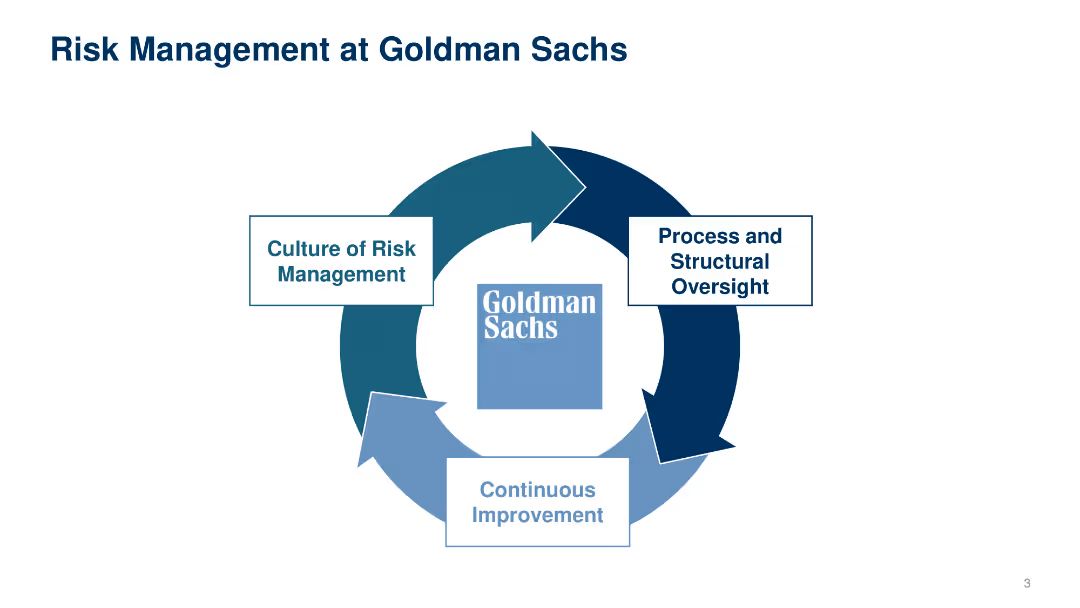 Risk Management at Goldman Sachs
Culture of Risk
Management
Process and
Structural
Oversight
Goldman
Sachs
Continuous
Improvement
3